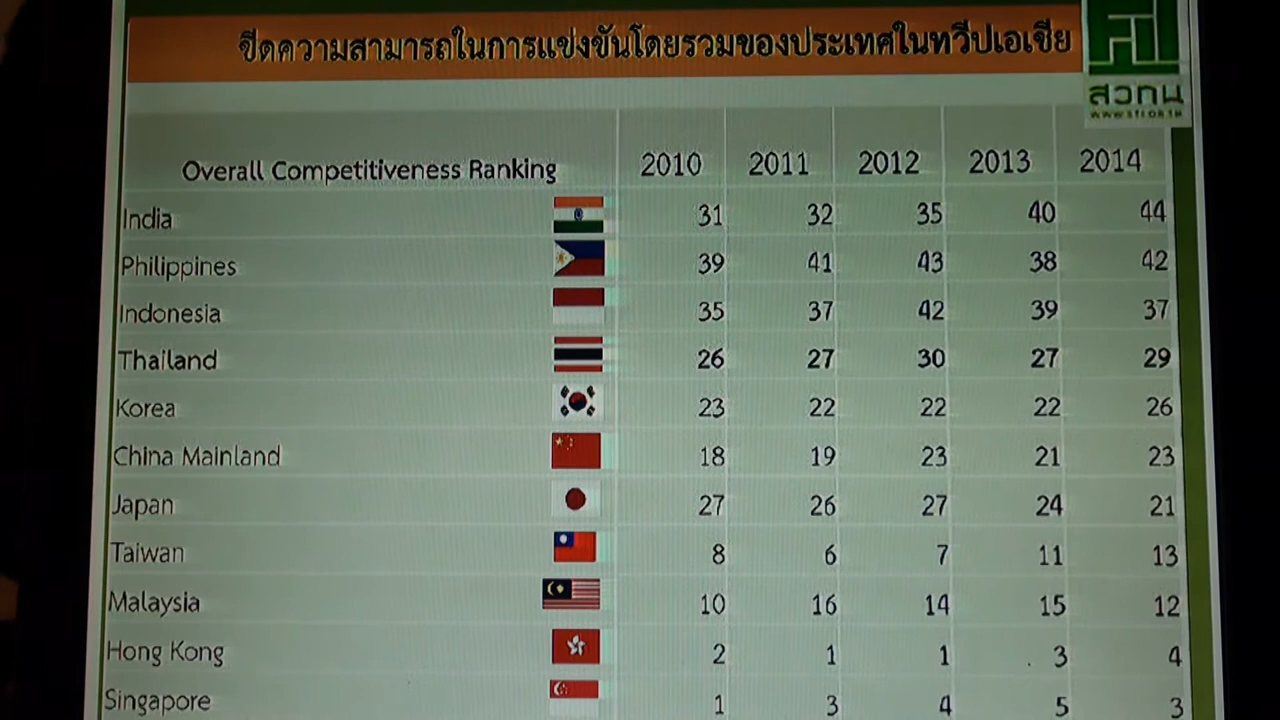 ขีดความสามารถในการแข่งขันโดยรวมของประเทศในทวีปเอเชีย
สวทน
WWW.STI.OR.TH
Overall Competitiveness Ranking 2010 2011 2012 2013 2014
India 31 32 35 40 44
Philippines 39 41 43 38 42
Indonesia 35 37 42 39 37
Thailand 26 27 30 27 29
Korea 23 22 22 22 26
China Mainland 18 19 23 21 23
Japan 27 26 27 24 21
Taiwan 8 6 7 11 13
Malaysia 10 16 14 15 12
Hong Kong 2 1 1 3 4
Singapore 1 3 4 5 3